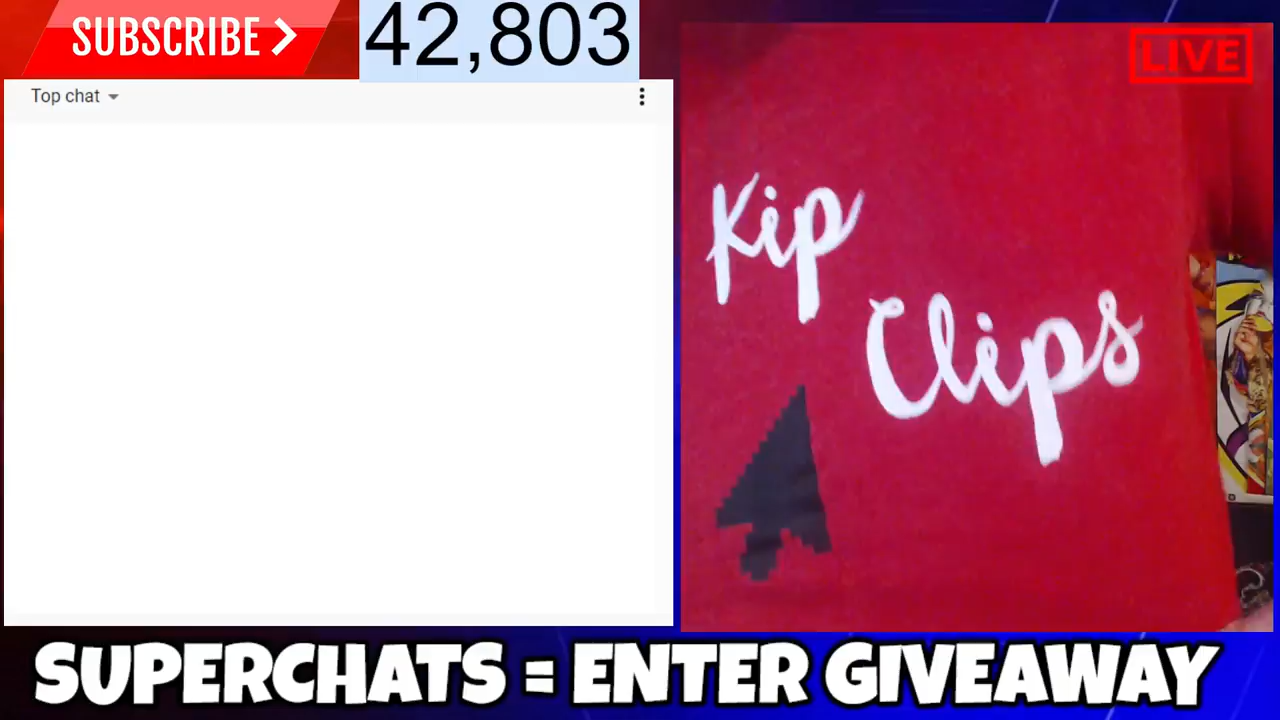 SUBSCRIBE
42,803
Top chat
LIVE
Kip
Clips
SUPERCHATS = ENTER GIVEAWAY